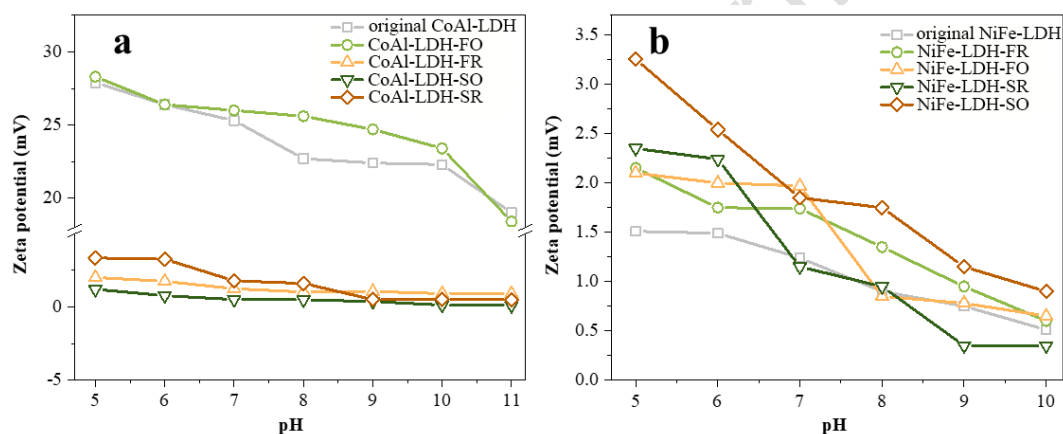 a
original CoAl-LDH
CoAl-LDH-FO
CoAl-LDH-FR
CoAl-LDH-SO
CoAl-LDH-SR
Zeta potential (mV)
30
25
20
0
-5
5 6 7 8 9 10 11
pH
b
original NiFe-LDH
NiFe-LDH-FR
NiFe-LDH-FO
NiFe-LDH-SR
NiFe-LDH-SO
Zeta potential (mV)
3.5
3.0
2.5
2.0
1.5
1.0
0.5
0.0
5 6 7 8 9 10
pH